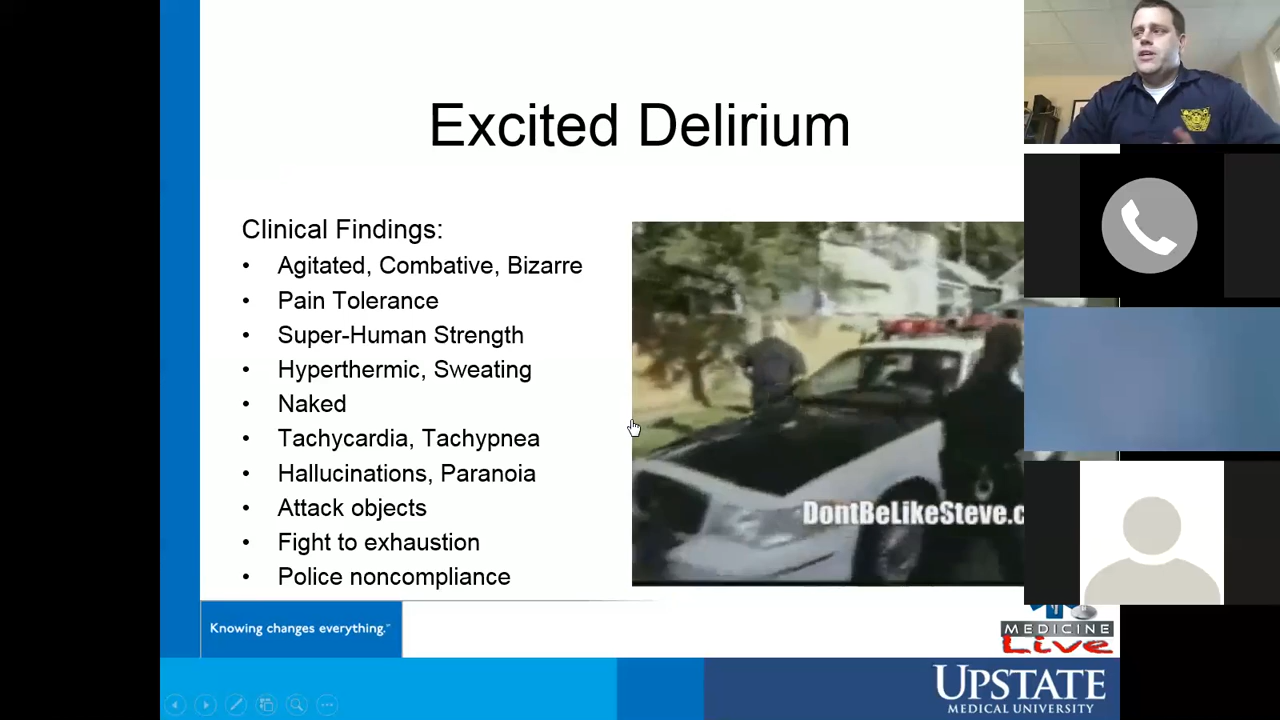 Excited Delirium
Clinical Findings:
• Agitated, Combative, Bizarre
• Pain Tolerance
• Super-Human Strength
• Hyperthermic, Sweating
• Naked
• Tachycardia, Tachypnea
• Hallucinations, Paranoia
• Attack objects
• Fight to exhaustion
• Police noncompliance
DontBeLikeSteve.c
Knowing changes everything.™
MEDICINE
Live
UPSTATE
MEDICAL UNIVERSITY